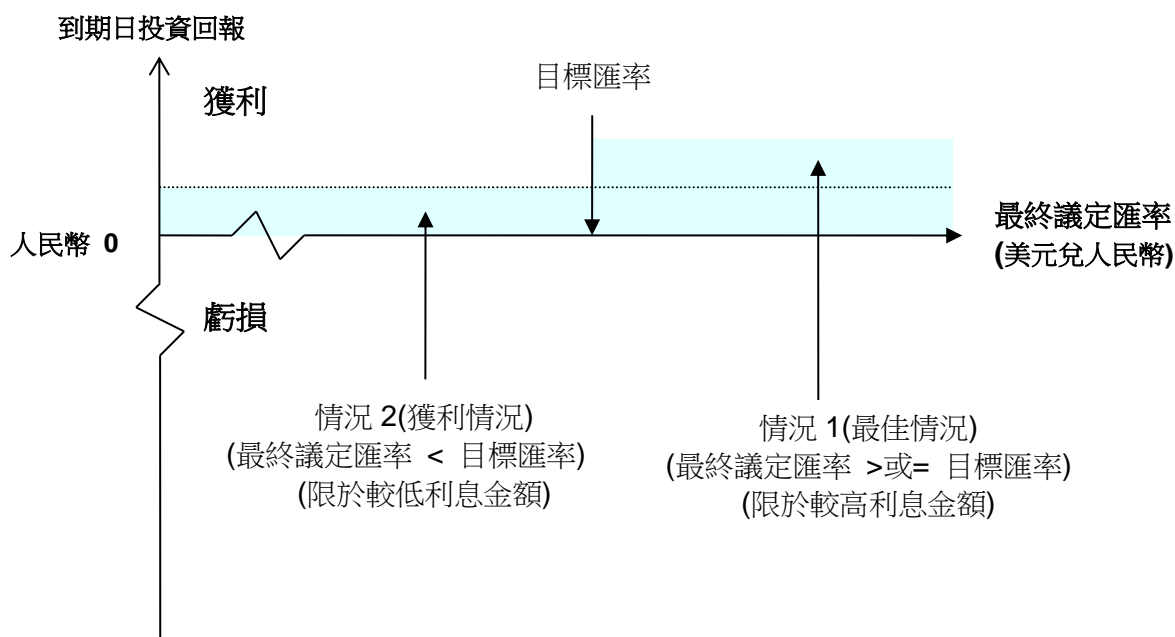 到期日投資回報
獲利
目標匯率
人民幣 0
最終議定匯率
(美元兌人民幣)
虧損
情況 2(獲利情況)
(最終議定匯率 < 目標匯率)
(限於較低利息金額)
情況 1(最佳情況)
(最終議定匯率 >或= 目標匯率)
(限於較高利息金額)